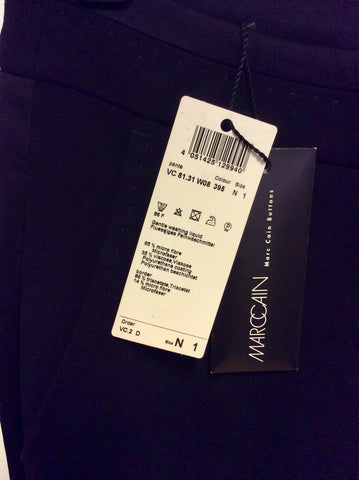 4 051425 129940
pants Colour Size
VC 81.31 W08 395 N 1
86 F
Gentle washing liquid
Flüssiges Feinwaschmittel
65 % micro fibre
Microfaser
35 % viscose/Viskose
Polyurethane coating
Polyurethan beschichtet
border
86 % triacetate,Triacetat
14 % micro fibre
Microfaser
Order
VC.2 D
Size N 1
MARCCAIN
Marc Cain Buttons